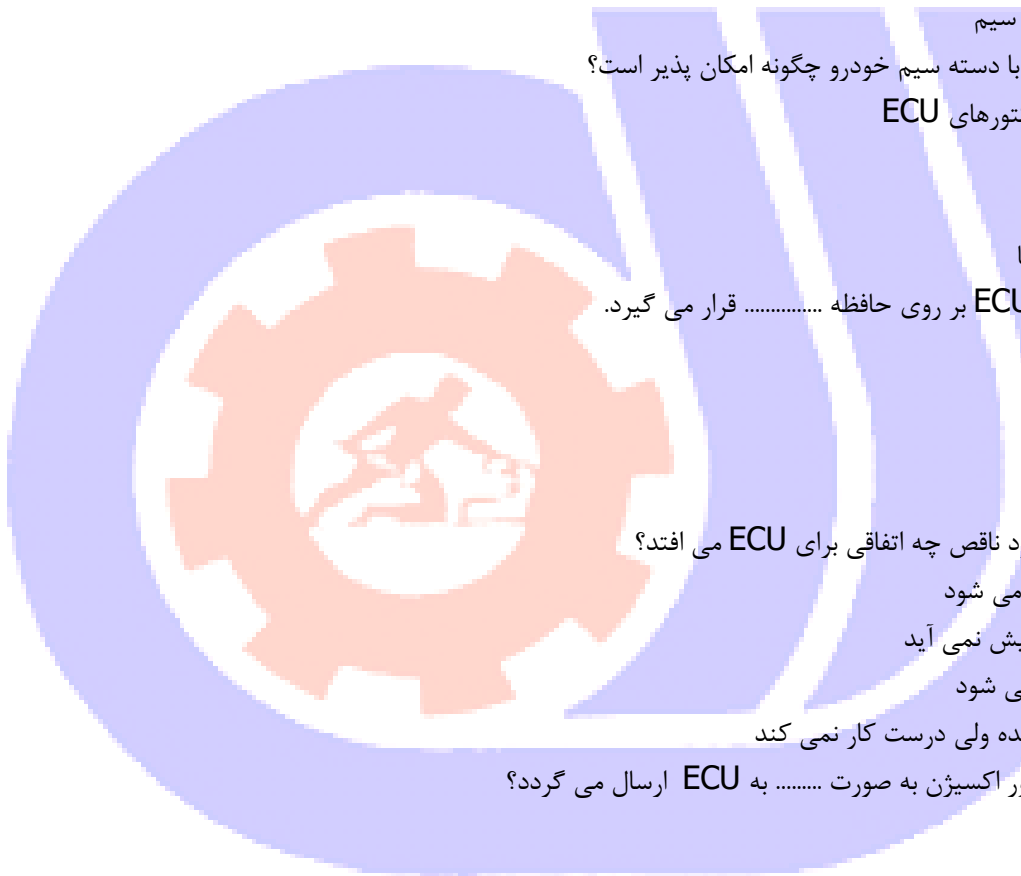 سیم
با دسته سیم خودرو چگونه امکان پذیر است؟
تورهای ECU
ا
بر روی حافظه ............... قرار می گیرد.
د ناقص چه اتفاقی برای ECU می افتد؟
می شود
یش نمی آید
ی شود
ده ولی درست کار نمی کند
ور اکسیژن به صورت ......... به ECU ارسال می گردد؟